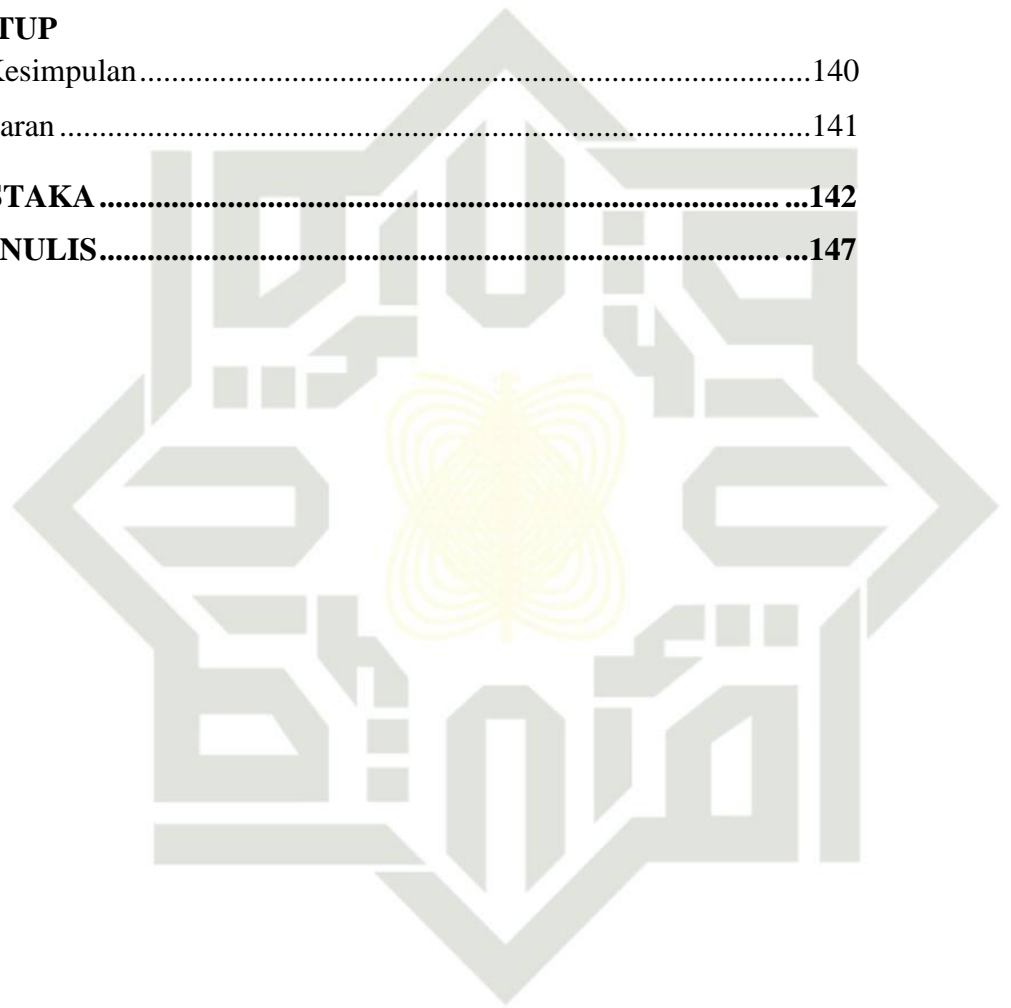 TUP
Kesimpulan.......................................................................................140
aran.................................................................................................141
STAKA................................................................................. ...142
NULIS................................................................................. ...147